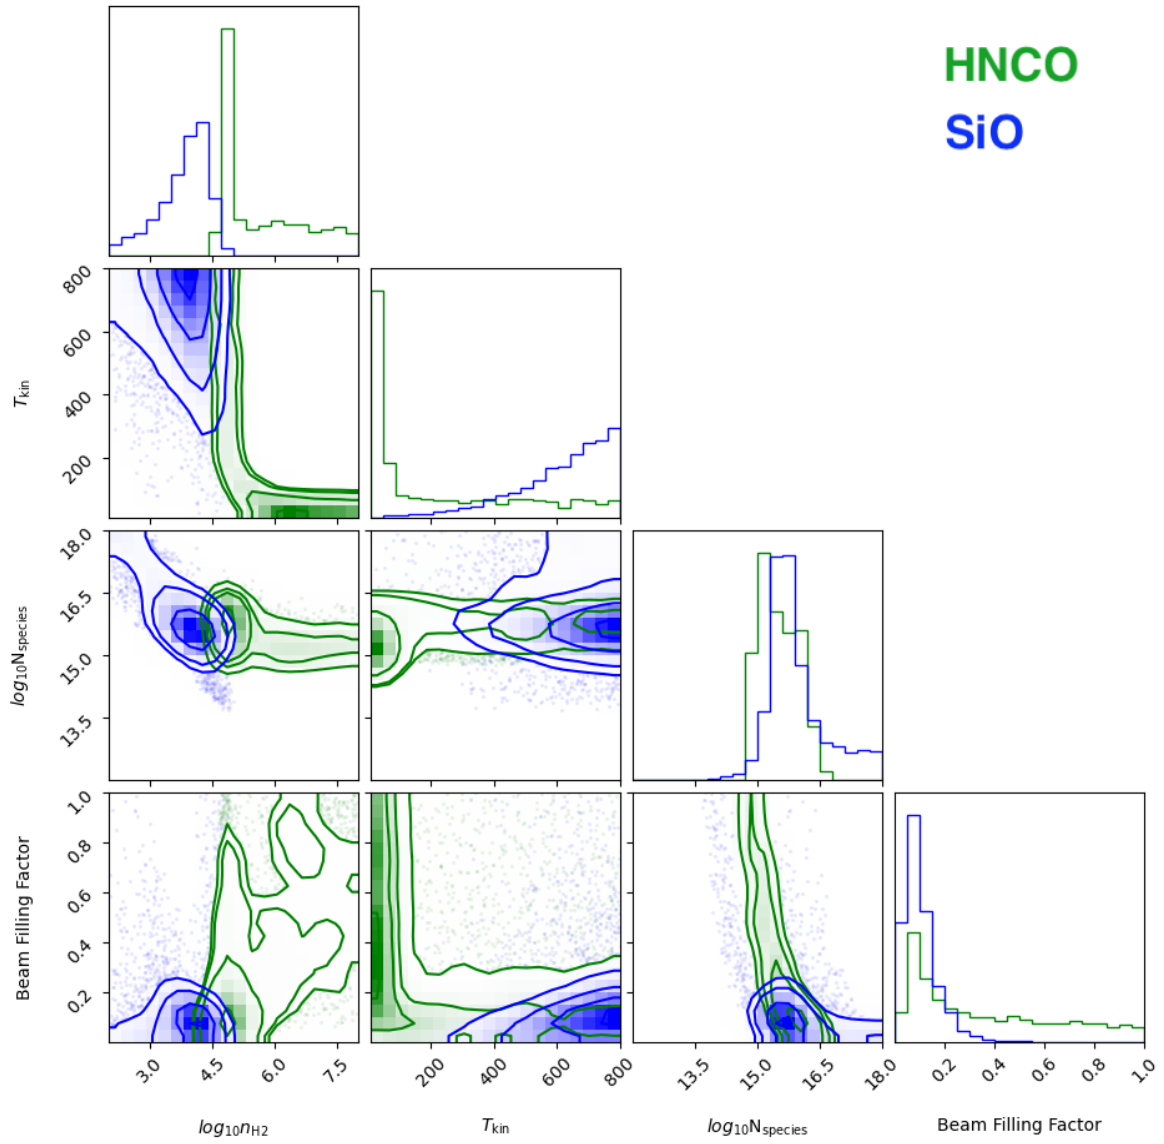 HNCO
SiO
800
600
400
200
T_kin
18.0
16.5
15.0
13.5
log₁₀N_species
1.0
0.8
0.6
0.4
0.2
Beam Filling Factor
3.0 4.5 6.0 7.5
200 400 600 800
13.5 15.0 16.5 18.0
0.2 0.4 0.6 0.8 1.0
log₁₀n_H2
T_kin
log₁₀N_species
Beam Filling Factor